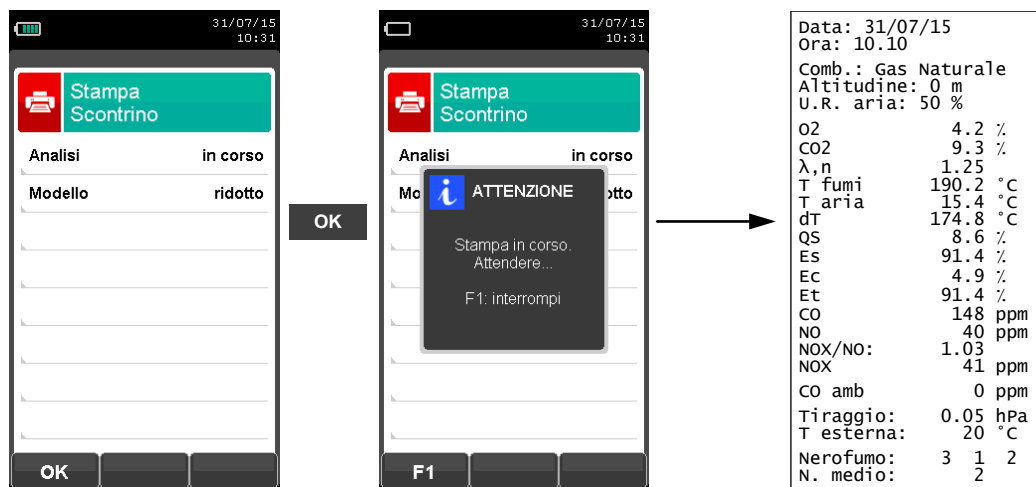 31/07/15
10:31
Stampa
Scontrino
Analisi in corso
Modello ridotto
OK
OK
31/07/15
10:31
Stampa
Scontrino
Analisi in corso
Mo otto
i ATTENZIONE
Stampa in corso.
Attendere...
F1: interrompi
F1
Data: 31/07/15
Ora: 10.10
Comb.: Gas Naturale
Altitudine: 0 m
U.R. aria: 50 %
O2 4.2 %
CO2 9.3 %
λ,n 1.25
T fumi 190.2 °C
T aria 15.4 °C
dT 174.8 °C
QS 8.6 %
Es 91.4 %
Ec 4.9 %
Et 91.4 %
CO 148 ppm
NO 40 ppm
NOX/NO: 1.03
NOX 41 ppm
CO amb 0 ppm
Tiraggio: 0.05 hPa
T esterna: 20 °C
Nerofumo: 3 1 2
N. medio: 2